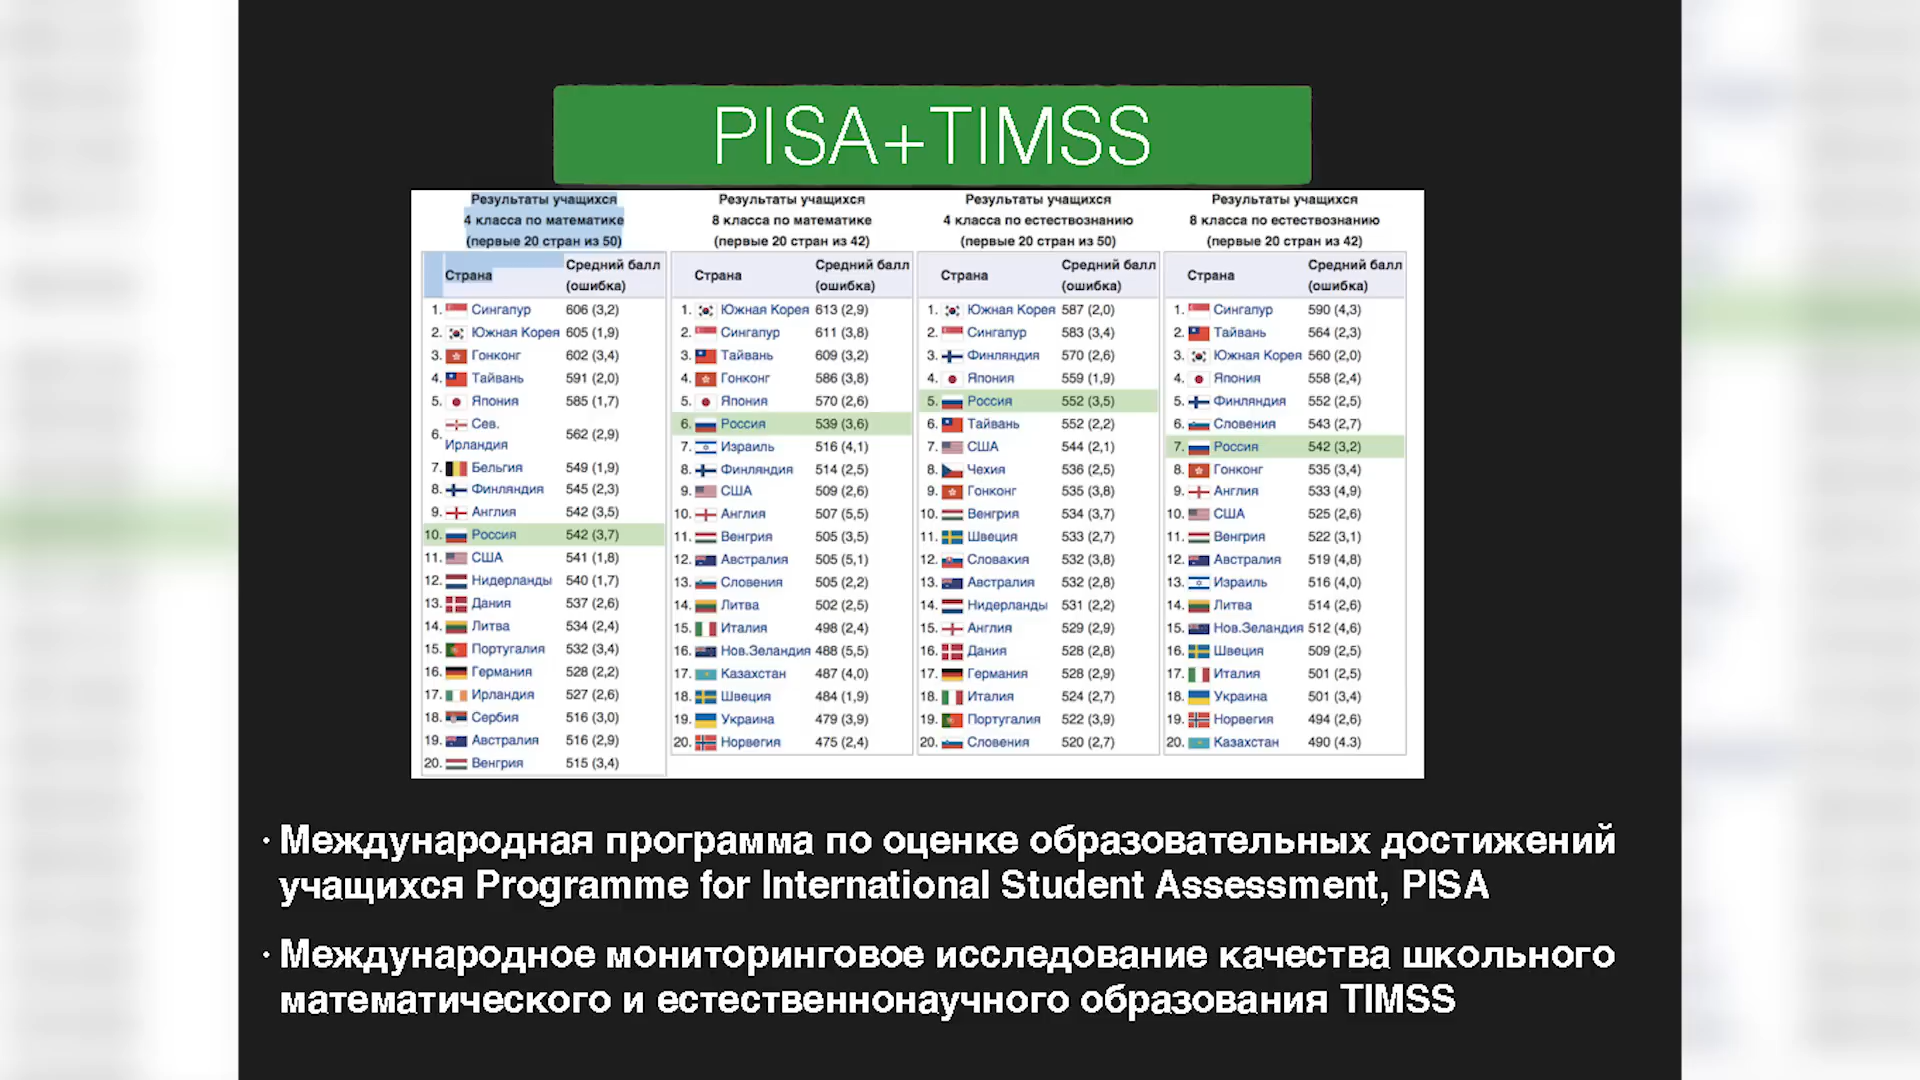 PISA+TIMSS
Результаты учащихся
4 класса по математике
(первые 20 стран из 50)
Страна Средний балл
(ошибка)
1. Сингапур 606 (3,2)
2. Южная Корея 605 (1,9)
3. Гонконг 602 (3,4)
4. Тайвань 591 (2,0)
5. Япония 585 (1,7)
6. Сев.
Ирландия 562 (2,9)
7. Бельгия 549 (1,9)
8. Финляндия 545 (2,3)
9. Англия 542 (3,5)
10. Россия 542 (3,7)
11. США 541 (1,8)
12. Нидерланды 540 (1,7)
13. Дания 537 (2,6)
14. Литва 534 (2,4)
15. Португалия 532 (3,4)
16. Германия 528 (2,2)
17. Ирландия 527 (2,6)
18. Сербия 516 (3,0)
19. Австралия 516 (2,9)
20. Венгрия 515 (3,4)
Результаты учащихся
8 класса по математике
(первые 20 стран из 42)
Страна Средний балл
(ошибка)
1. Южная Корея 613 (2,9)
2. Сингапур 611 (3,8)
3. Тайвань 609 (3,2)
4. Гонконг 586 (3,8)
5. Япония 570 (2,6)
6. Россия 539 (3,6)
7. Израиль 516 (4,1)
8. Финляндия 514 (2,5)
9. США 509 (2,6)
10. Англия 507 (5,5)
11. Венгрия 505 (3,5)
12. Австралия 505 (5,1)
13. Словения 505 (2,2)
14. Литва 502 (2,5)
15. Италия 498 (2,4)
16. Нов.Зеландия 488 (5,5)
17. Казахстан 487 (4,0)
18. Швеция 484 (1,9)
19. Украина 479 (3,9)
20. Норвегия 475 (2,4)
Результаты учащихся
4 класса по естествознанию
(первые 20 стран из 50)
Страна Средний балл
(ошибка)
1. Южная Корея 587 (2,0)
2. Сингапур 583 (3,4)
3. Финляндия 570 (2,6)
4. Япония 559 (1,9)
5. Россия 552 (3,5)
6. Тайвань 552 (2,2)
7. США 544 (2,1)
8. Чехия 536 (2,5)
9. Гонконг 535 (3,8)
10. Венгрия 534 (3,7)
11. Швеция 533 (2,7)
12. Словакия 532 (3,8)
13. Австралия 532 (2,8)
14. Нидерланды 531 (2,2)
15. Англия 529 (2,9)
16. Дания 528 (2,8)
17. Германия 528 (2,9)
18. Италия 524 (2,7)
19. Португалия 522 (3,9)
20. Словения 520 (2,7)
Результаты учащихся
8 класса по естествознанию
(первые 20 стран из 42)
Страна Средний балл
(ошибка)
1. Сингапур 590 (4,3)
2. Тайвань 564 (2,3)
3. Южная Корея 560 (2,0)
4. Япония 558 (2,4)
5. Финляндия 552 (2,5)
6. Словения 543 (2,7)
7. Россия 542 (3,2)
8. Гонконг 535 (3,4)
9. Англия 533 (4,9)
10. США 525 (2,6)
11. Венгрия 522 (3,1)
12. Австралия 519 (4,8)
13. Израиль 516 (4,0)
14. Литва 514 (2,6)
15. Нов.Зеландия 512 (4,6)
16. Швеция 509 (2,5)
17. Италия 501 (2,5)
18. Украина 501 (3,4)
19. Норвегия 494 (2,6)
20. Казахстан 490 (4.3)
· Международная программа по оценке образовательных достижений
учащихся Programme for International Student Assessment, PISA
· Международное мониторинговое исследование качества школьного
математического и естественнонаучного образования TIMSS